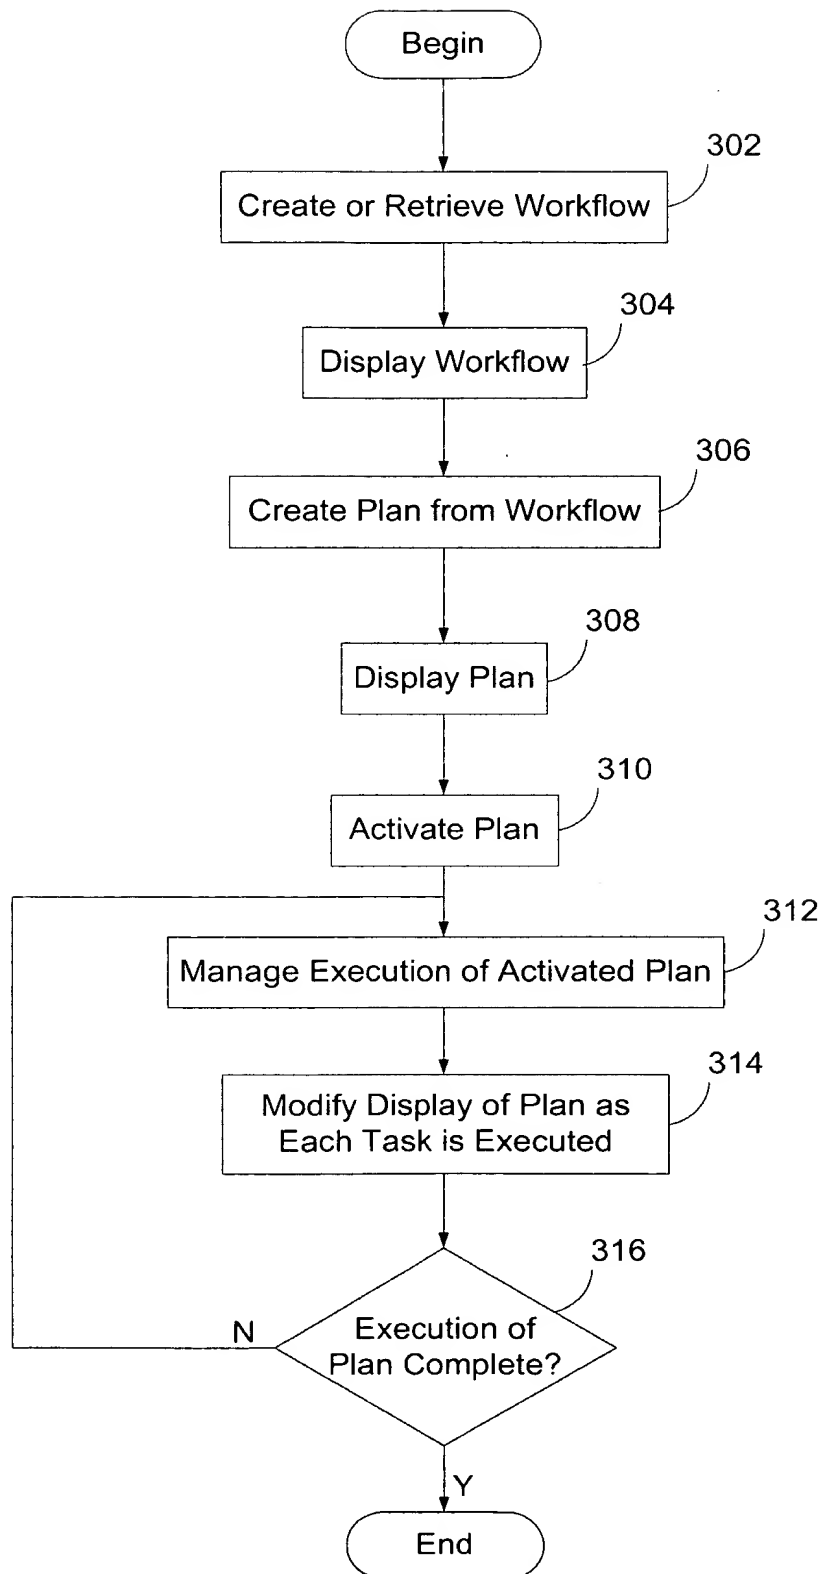 Begin
302
Create or Retrieve Workflow
304
Display Workflow
306
Create Plan from Workflow
308
Display Plan
310
Activate Plan
312
Manage Execution of Activated Plan
314
Modify Display of Plan as
Each Task is Executed
316
Execution of
Plan Complete?
N
Y
End